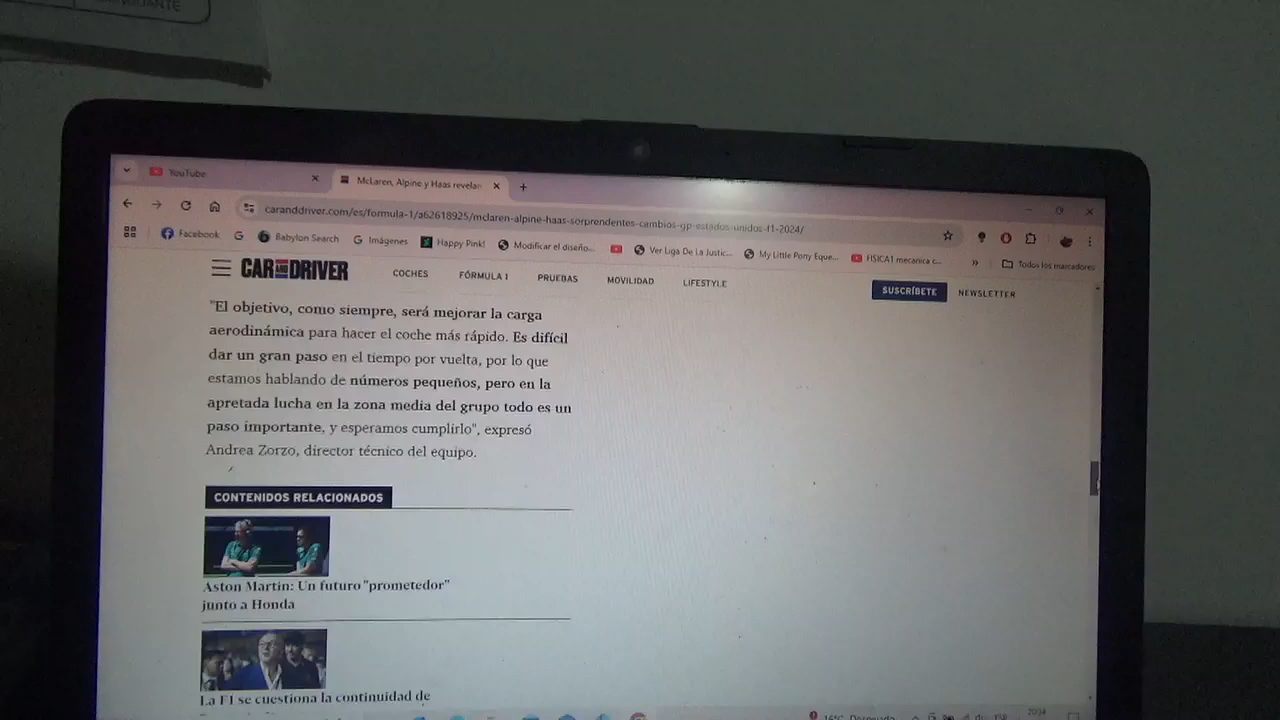 YouTube
McLaren, Alpine y Haas revelan
caranddriver.com/es/formula-1/a62618925/mclaren-alpine-haas-sorprendentes-cambios-gp-estados-unidos-f1-2024/
Facebook
Babylon Search
Imágenes
Happy Pink!
Modificar el diseño...
Ver Liga De La Justic...
My Little Pony Eque...
FISICA1 mecanica c...
»
Todos los marcadores
CAR AND DRIVER
COCHES
FÓRMULA 1
PRUEBAS
MOVILIDAD
LIFESTYLE
SUSCRÍBETE
NEWSLETTER
"El objetivo, como siempre, será mejorar la carga
aerodinámica para hacer el coche más rápido. Es difícil
dar un gran paso en el tiempo por vuelta, por lo que
estamos hablando de números pequeños, pero en la
apretada lucha en la zona media del grupo todo es un
paso importante, y esperamos cumplirlo", expresó
Andrea Zorzo, director técnico del equipo.
CONTENIDOS RELACIONADOS
Aston Martin: Un futuro "prometedor"
junto a Honda
La F1 se cuestiona la continuidad de
16°C